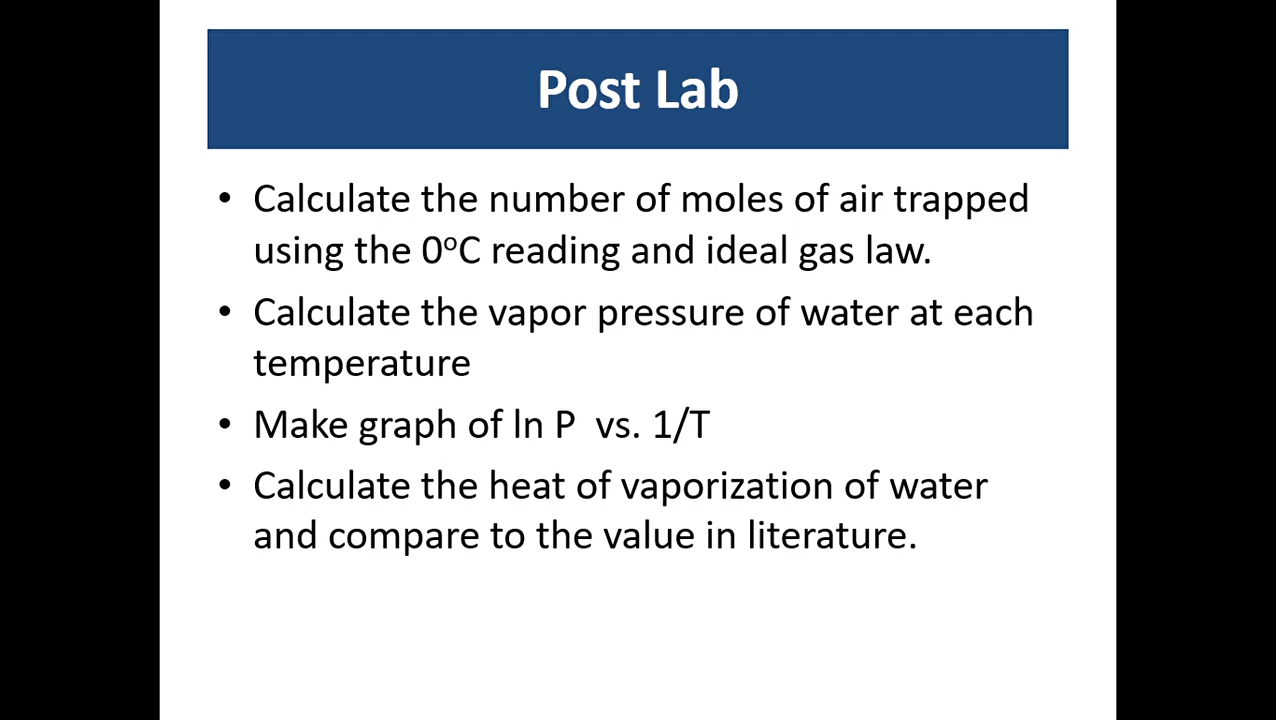 Post Lab
• Calculate the number of moles of air trapped
using the 0ºC reading and ideal gas law.
• Calculate the vapor pressure of water at each
temperature
• Make graph of ln P  vs. 1/T
• Calculate the heat of vaporization of water
and compare to the value in literature.